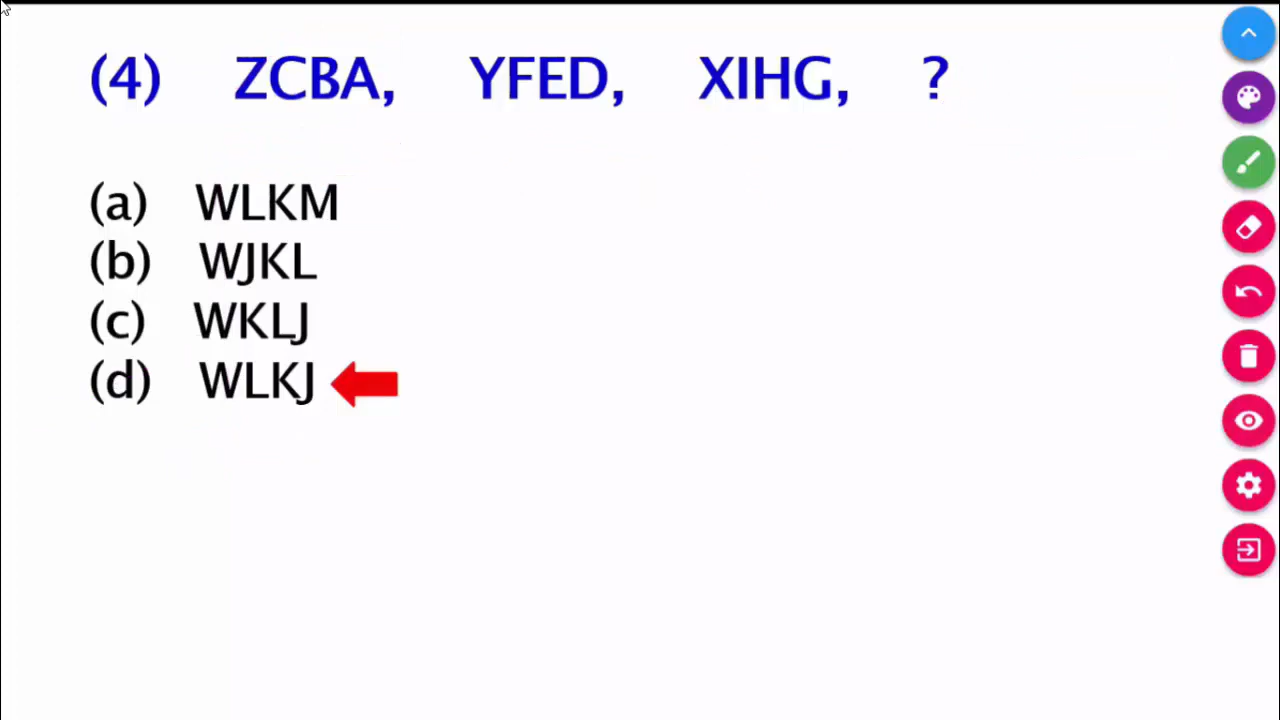 (4) ZCBA, YFED, XIHG, ?
(a) WLKM
(b) WJKL
(c) WKLJ
(d) WLKJ